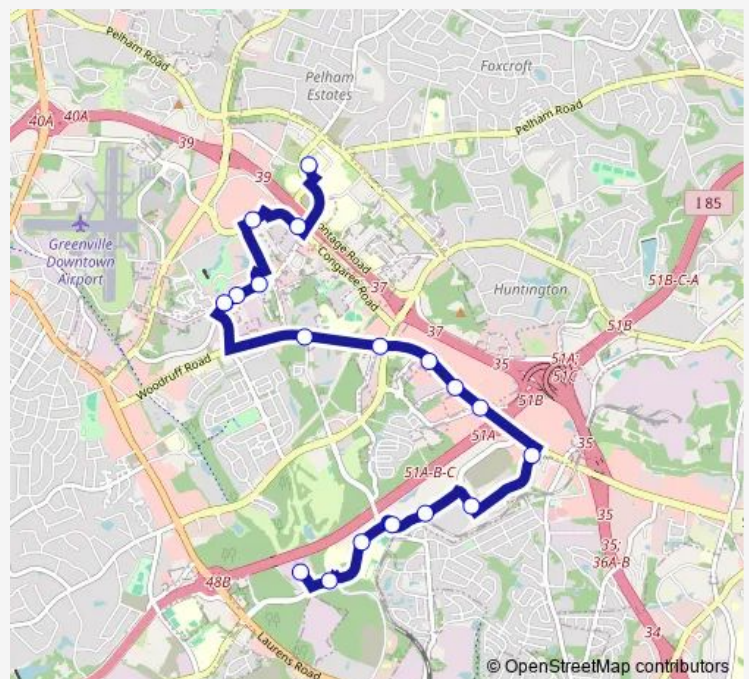 Pelham Road
Foxcroft
Pelham
Estates
40A
40A
39
39
Pelham Road
I 85
Greenville
Downtown
Airport
ontage Road
Congaree Road
37
37
Huntington
51B-C-A
51B
35
51A;
51C
51B
Woodruff Road
51A
35
51A-B-C
35
35;
36A-B
48B
34
Laurens Road
© OpenStreetMap contributors